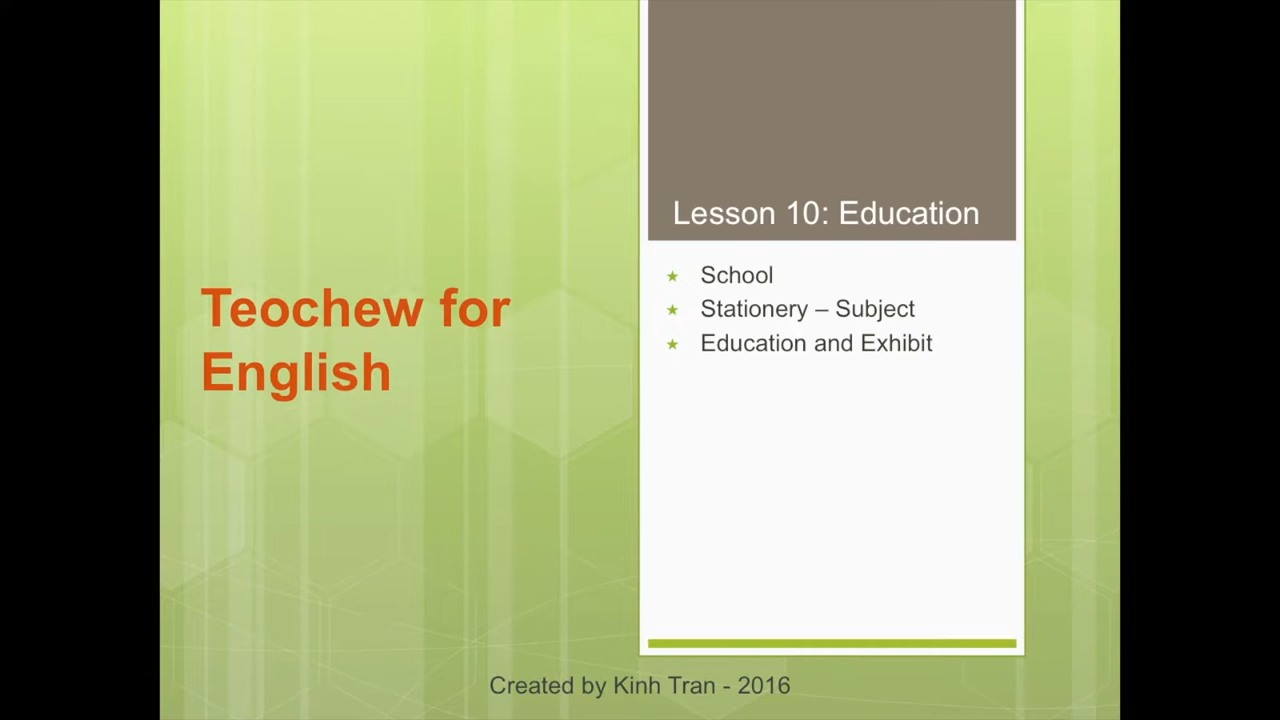 Teochew for
English
Lesson 10: Education
School
Stationery – Subject
Education and Exhibit
Created by Kinh Tran - 2016